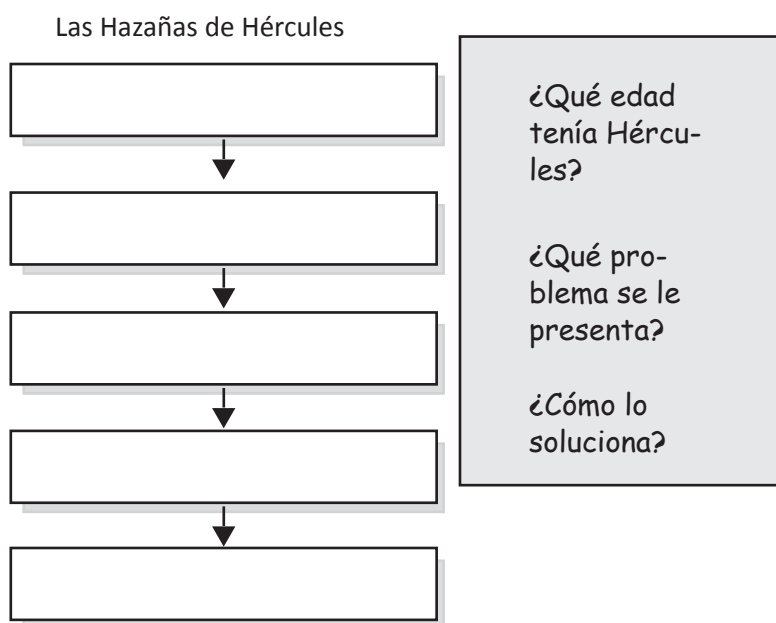 Las Hazañas de Hércules
¿Qué edad
tenía Hércu-
les?
¿Qué pro-
blema se le
presenta?
¿Cómo lo
soluciona?